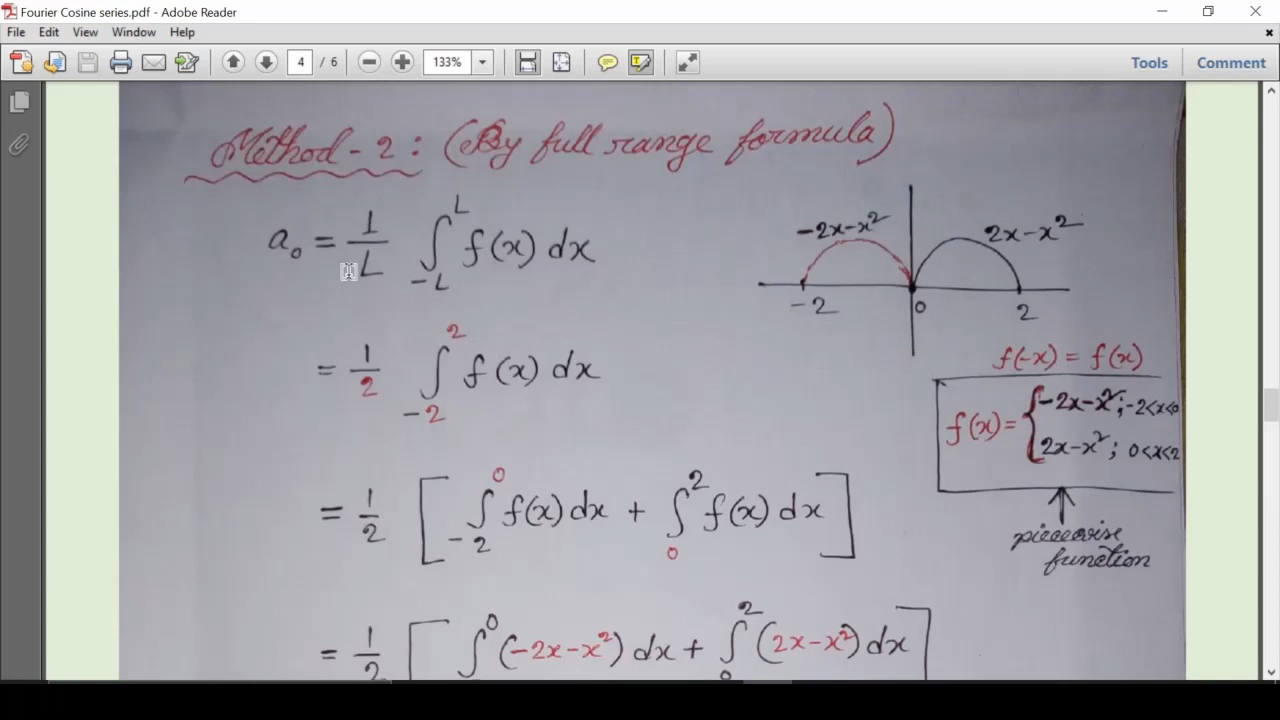 Fourier Cosine series.pdf - Adobe Reader
File Edit View Window Help
4 / 6 133% Tools Comment
Method-2: (By full range formula)
a₀ = 1/L ∫_{-L}^{L} f(x) dx
-2x-x² 2x-x²
-2 0 2
= 1/2 ∫_{-2}^{2} f(x) dx
f(-x) = f(x)
f(x) = { -2x-x²; -2<x<0
2x-x²; 0<x<2
= 1/2 [ ∫_{-2}^{0} f(x) dx + ∫_{0}^{2} f(x) dx ]
piecewise
function
= 1/2 [ ∫^{0} (-2x-x²) dx + ∫_{0}^{2} (2x-x²) dx ]